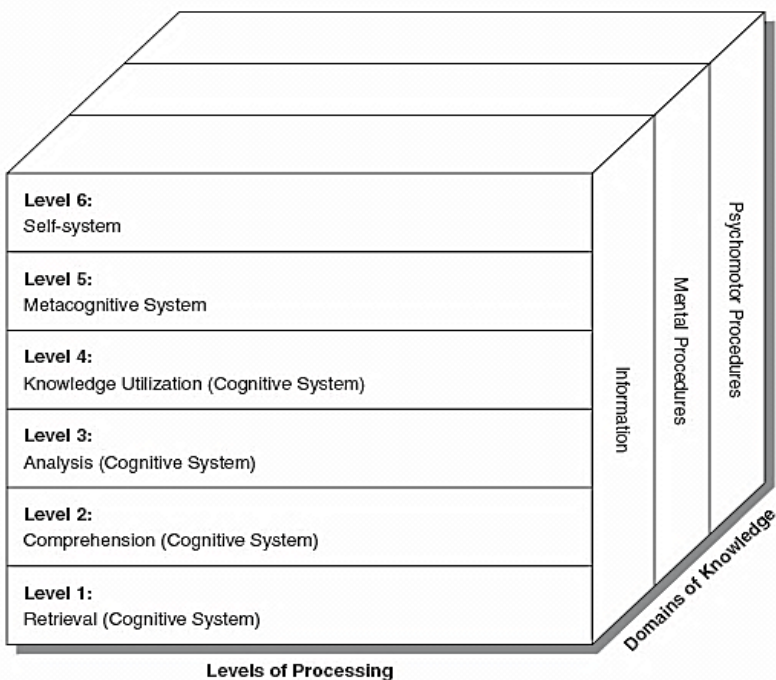 Level 6:
Self-system
Level 5:
Metacognitive System
Level 4:
Knowledge Utilization (Cognitive System)
Level 3:
Analysis (Cognitive System)
Level 2:
Comprehension (Cognitive System)
Level 1:
Retrieval (Cognitive System)
Information
Mental Procedures
Psychomotor Procedures
Levels of Processing
Domains of Knowledge